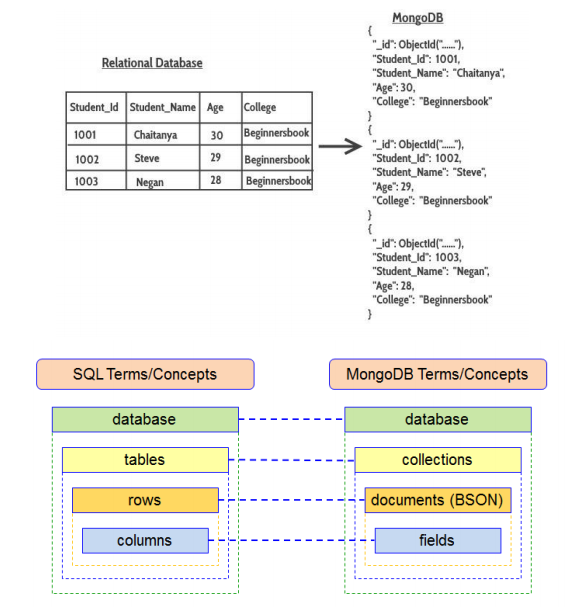 Relational Database
Student_Id Student_Name Age College
1001 Chaitanya 30 Beginnersbook
1002 Steve 29 Beginnersbook
1003 Negan 28 Beginnersbook
MongoDB
{
"_id": ObjectId("......"),
"Student_Id": 1001,
"Student_Name": "Chaitanya",
"Age": 30,
"College": "Beginnersbook"
}
{
"_id": ObjectId("......"),
"Student_Id": 1002,
"Student_Name": "Steve",
"Age": 29,
"College": "Beginnersbook"
}
{
"_id": ObjectId("......"),
"Student_Id": 1003,
"Student_Name": "Negan",
"Age": 28,
"College": "Beginnersbook"
}
SQL Terms/Concepts MongoDB Terms/Concepts
database database
tables collections
rows documents (BSON)
columns fields